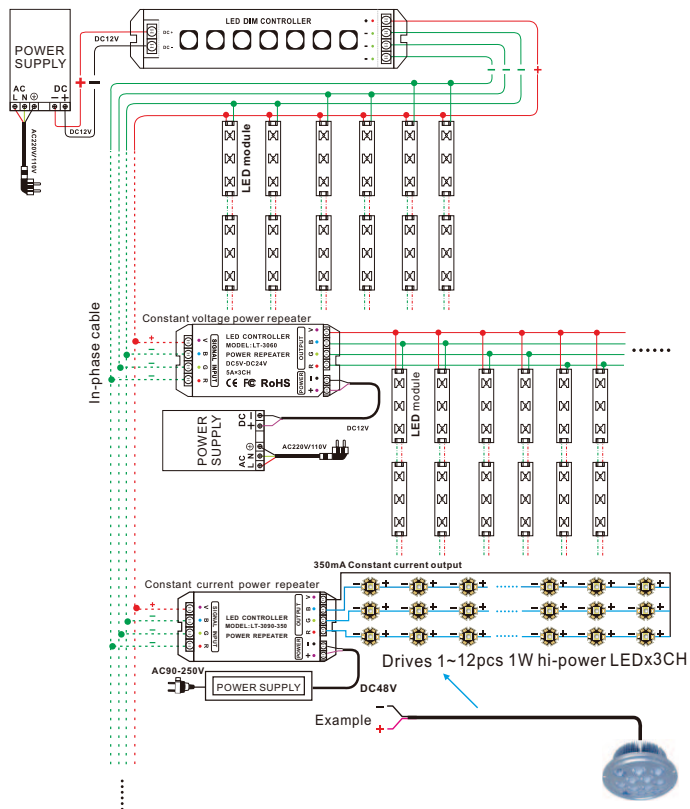 POWER
SUPPLY
AC DC
L N ⏚ − +
AC220V/110V
DC12V
DC12V
+ −
LED DIM CONTROLLER
DC +
DC −
+
−
−
−
− − − +
LED module
In-phase cable
Constant voltage power repeater
+
−
−
−
SIGNAL INPUT
V
B
G
R
LED CONTROLLER
MODEL:LT-3060
POWER REPEATER
DC5V-DC24V
5A×3CH
CE FC RoHS
OUTPUT
V
B
G
R
POWER
−
+
......
LED module
DC12V
POWER
SUPPLY
DC
− +
AC
L N ⏚
AC220V/110V
350mA Constant current output
Constant current power repeater
+
−
−
−
SIGNAL INPUT
V
B
G
R
LED CONTROLLER
MODEL:LT-3090-350
POWER REPEATER
OUTPUT
V
B
G
R
POWER
−
+
− + − + − + ...... − + − + − +
− + − + − + ...... − + − + − +
− + − + − + ...... − + − + − +
Drives 1~12pcs 1W hi-power LEDx3CH
AC90-250V
POWER SUPPLY
DC48V
Example
−
+